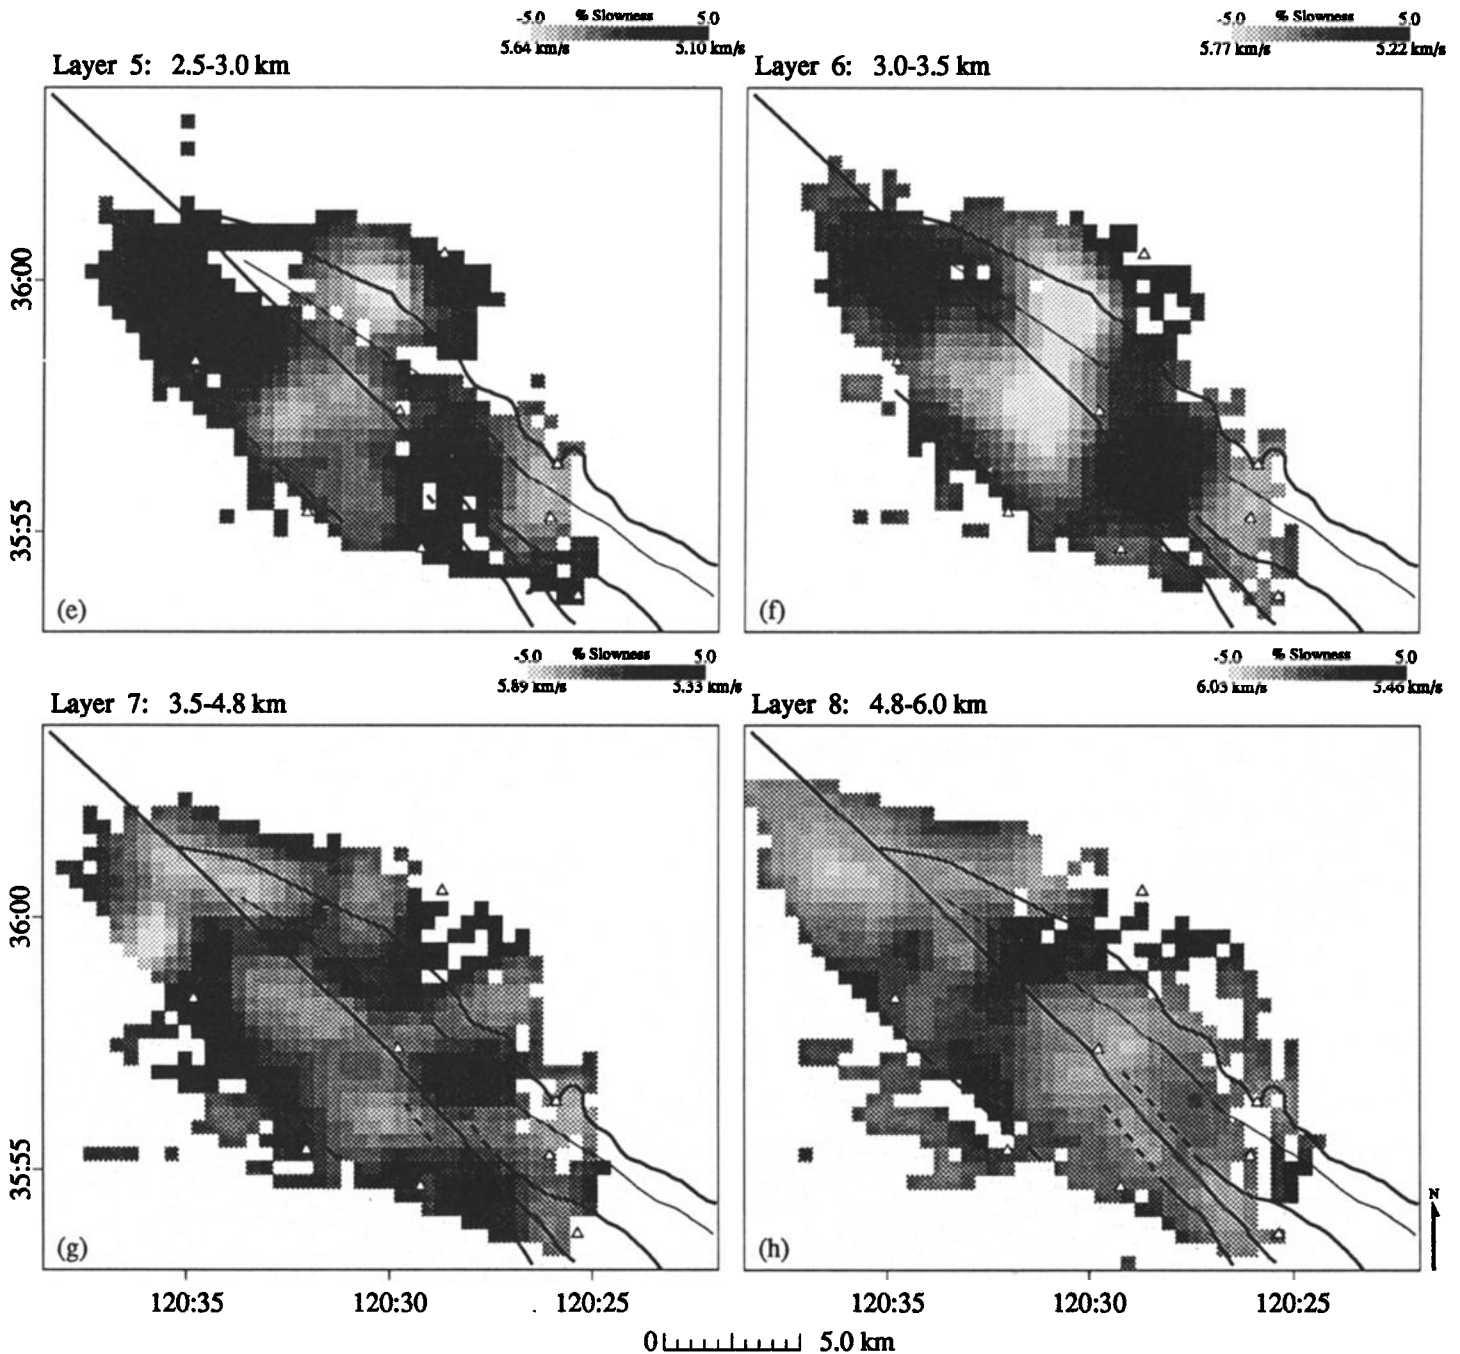 -5.0 % Slowness 5.0
5.64 km/s 5.10 km/s
Layer 5: 2.5-3.0 km
-5.0 % Slowness 5.0
5.77 km/s 5.22 km/s
Layer 6: 3.0-3.5 km
36:00
35:55
(e)
(f)
-5.0 % Slowness 5.0
5.89 km/s 5.33 km/s
Layer 7: 3.5-4.8 km
-5.0 % Slowness 5.0
6.03 km/s 5.46 km/s
Layer 8: 4.8-6.0 km
36:00
35:55
(g)
(h)
N
120:35 120:30 120:25
120:35 120:30 120:25
0 5.0 km